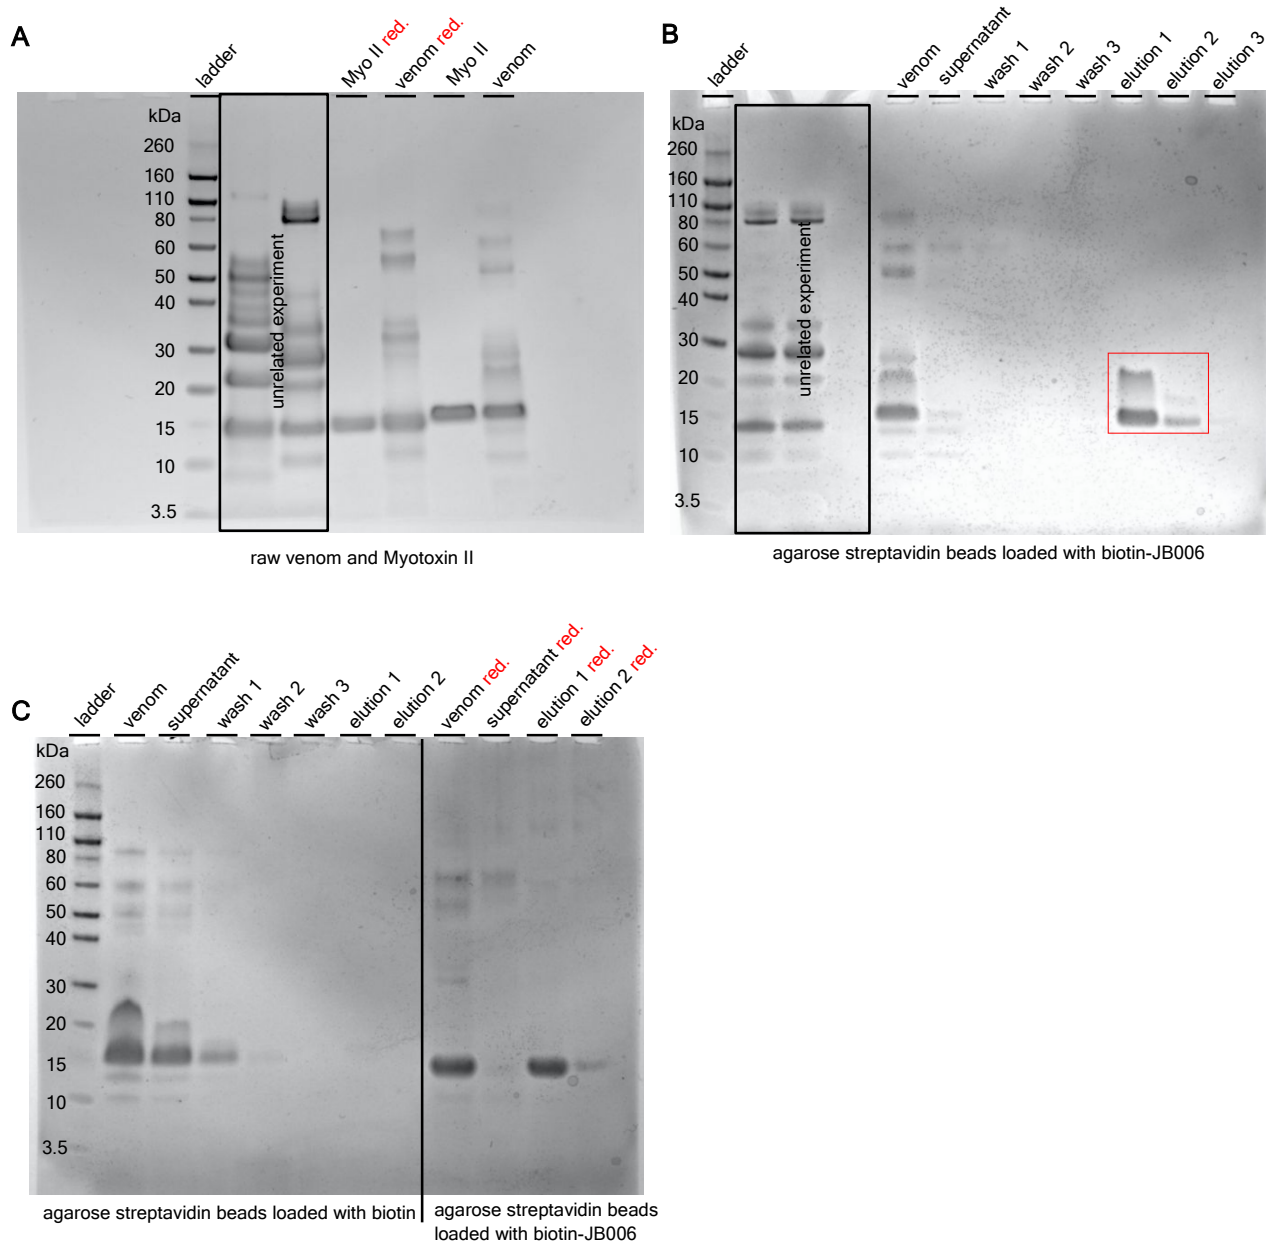 A
ladder
Myo II red.
venom red.
Myo II
venom
kDa
260
160
110
80
60
50
40
30
20
15
10
3.5
unrelated experiment
raw venom and Myotoxin II
B
ladder
venom
supernatant
wash 1
wash 2
wash 3
elution 1
elution 2
elution 3
kDa
260
160
110
80
60
50
40
30
20
15
10
3.5
unrelated experiment
agarose streptavidin beads loaded with biotin-JB006
C
ladder
venom
supernatant
wash 1
wash 2
wash 3
elution 1
elution 2
venom red.
supernatant red.
elution 1 red.
elution 2 red.
kDa
260
160
110
80
60
50
40
30
20
15
10
3.5
agarose streptavidin beads loaded with biotin
agarose streptavidin beads
loaded with biotin-JB006